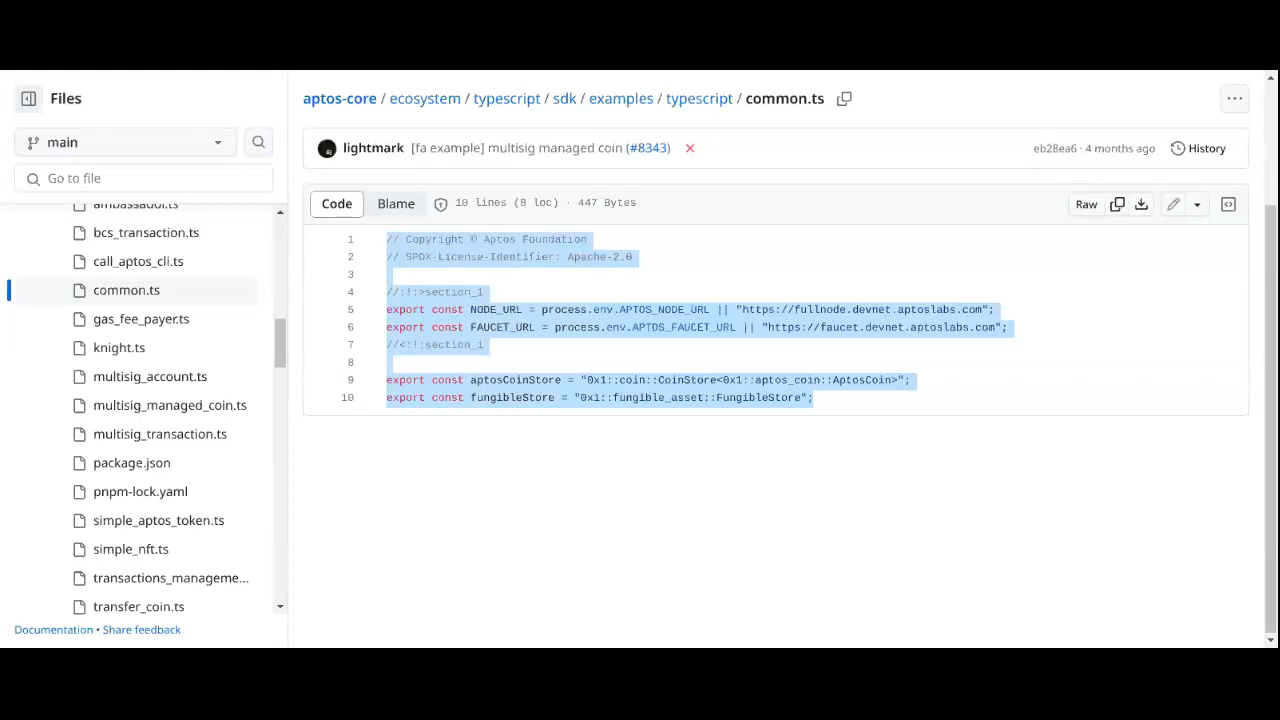 Files
main
Go to file
ambassador.ts
bcs_transaction.ts
call_aptos_cli.ts
common.ts
gas_fee_payer.ts
knight.ts
multisig_account.ts
multisig_managed_coin.ts
multisig_transaction.ts
package.json
pnpm-lock.yaml
simple_aptos_token.ts
simple_nft.ts
transactions_manageme...
transfer_coin.ts
Documentation • Share feedback
aptos-core / ecosystem / typescript / sdk / examples / typescript / common.ts
lightmark [fa example] multisig managed coin (#8343) eb28ea6 · 4 months ago History
Code Blame 10 lines (8 loc) · 447 Bytes Raw
1 // Copyright © Aptos Foundation
2 // SPDX-License-Identifier: Apache-2.0
3
4 //:!:>section_1
5 export const NODE_URL = process.env.APTOS_NODE_URL || "https://fullnode.devnet.aptoslabs.com";
6 export const FAUCET_URL = process.env.APTOS_FAUCET_URL || "https://faucet.devnet.aptoslabs.com";
7 //<:!:section_1
8
9 export const aptosCoinStore = "0x1::coin::CoinStore<0x1::aptos_coin::AptosCoin>";
10 export const fungibleStore = "0x1::fungible_asset::FungibleStore";